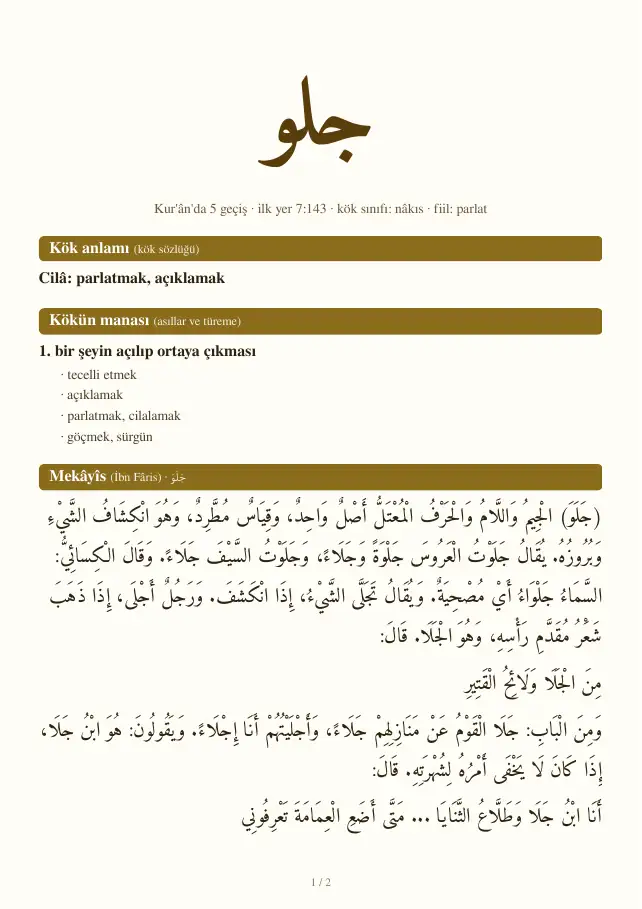 جلو
Kur'ân'da 5 geçiş · ilk yer 7:143 · kök sınıfı: nâkıs · fiil: parlat
Kök anlamı (kök sözlüğü)
Cilâ: parlatmak, açıklamak
Kökün manası (asıllar ve türeme)
1. bir şeyin açılıp ortaya çıkması
· tecelli etmek
· açıklamak
· parlatmak, cilalamak
· göçmek, sürgün
Mekâyîs (İbn Fâris) · جَلَوَ
(جَلَوَ) الْجِيمُ وَاللَّامُ وَالْحَرْفُ الْمُعْتَلُّ أَصْلٌ وَاحِدٌ، وَقِيَاسٌ مُطَّرِدٌ، وَهُوَ انْكِشَافُ الشَّيْءِ
وَبُرُوزُهُ. يُقَالُ جَلَوْتُ الْعَرُوسَ جَلْوَةً وَجَلَاءً، وَجَلَوْتُ السَّيْفَ جَلَاءً. وَقَالَ الْكِسَائِيُّ:
السَّمَاءُ جَلْوَاءُ أَيْ مُصْحِيَةٌ. وَيُقَالُ تَجَلَّى الشَّيْءُ، إِذَا انْكَشَفَ. وَرَجُلٌ أَجْلَى، إِذَا ذَهَبَ
شَعْرُ مُقَدَّمِ رَأْسِهِ، وَهُوَ الْجَلَا. قَالَ:
مِنَ الْجَلَا وَلَائِحُ الْقَتِيرِ
وَمِنَ الْبَابِ: جَلَا الْقَوْمُ عَنْ مَنَازِلِهِمْ جَلَاءً، وَأَجْلَيْتُهُمْ أَنَا إِجْلَاءً. وَيَقُولُونَ: هُوَ ابْنُ جَلَا،
إِذَا كَانَ لَا يَخْفَى أَمْرُهُ لِشُهْرَتِهِ. قَالَ:
أَنَا ابْنُ جَلَا وَطَلَّاعُ الثَّنَايَا ... مَتَّى أَضَعِ الْعِمَامَةَ تَعْرِفُونِي
1 / 2